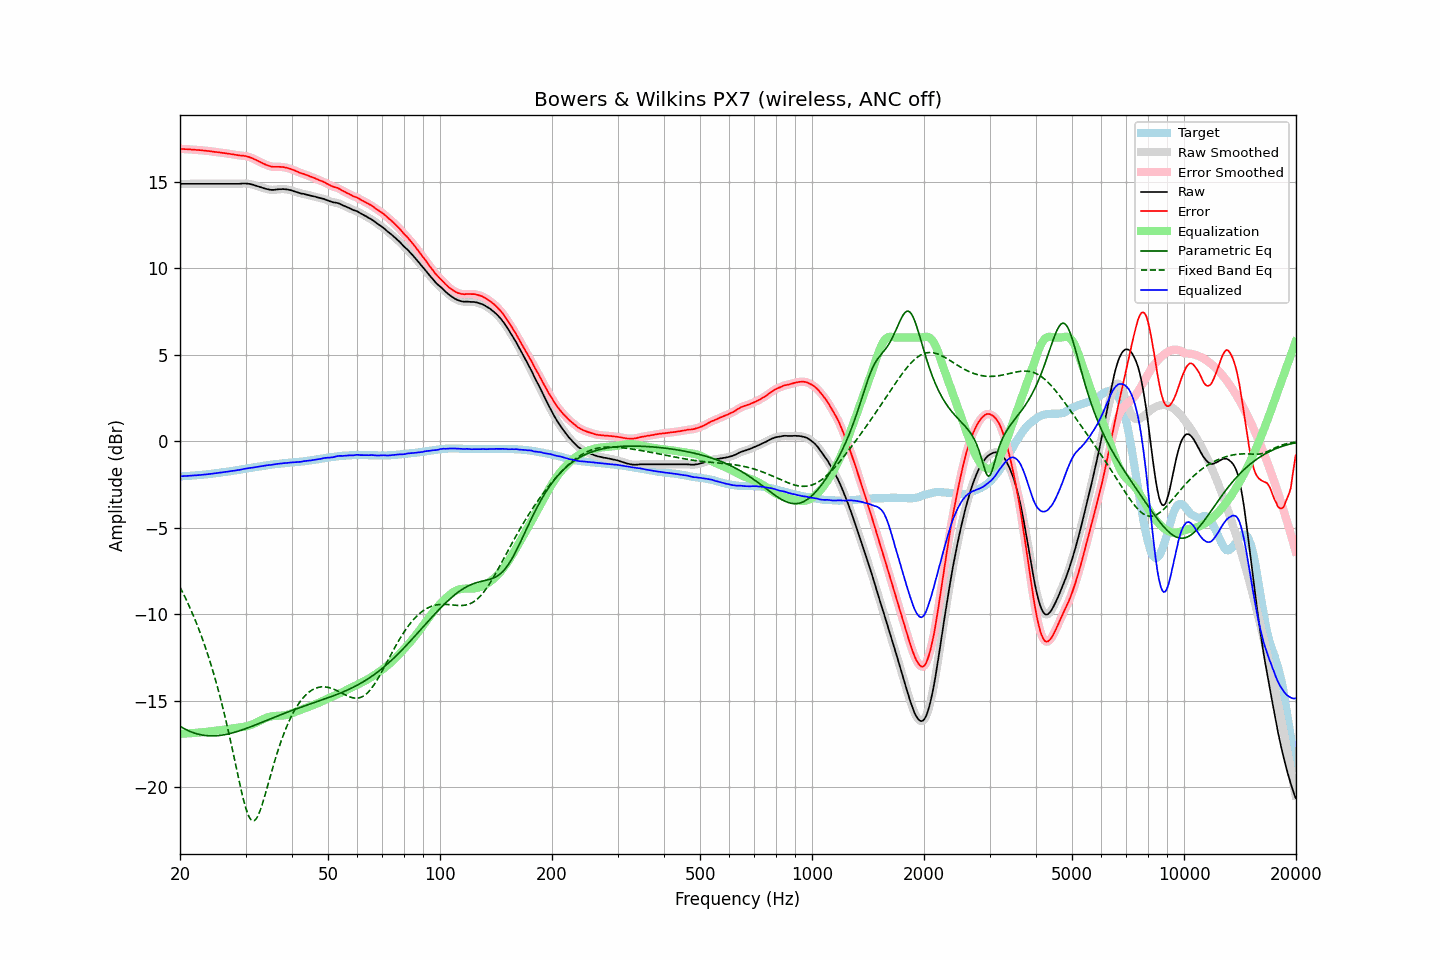 Bowers & Wilkins PX7 (wireless, ANC off)
Target
Raw Smoothed
Error Smoothed
Raw
Error
Equalization
Parametric Eq
Fixed Band Eq
Equalized
Amplitude (dBr)
15
10
5
0
−5
−10
−15
−20
20 50 100 200 500 1000 2000 5000 10000 20000
Frequency (Hz)